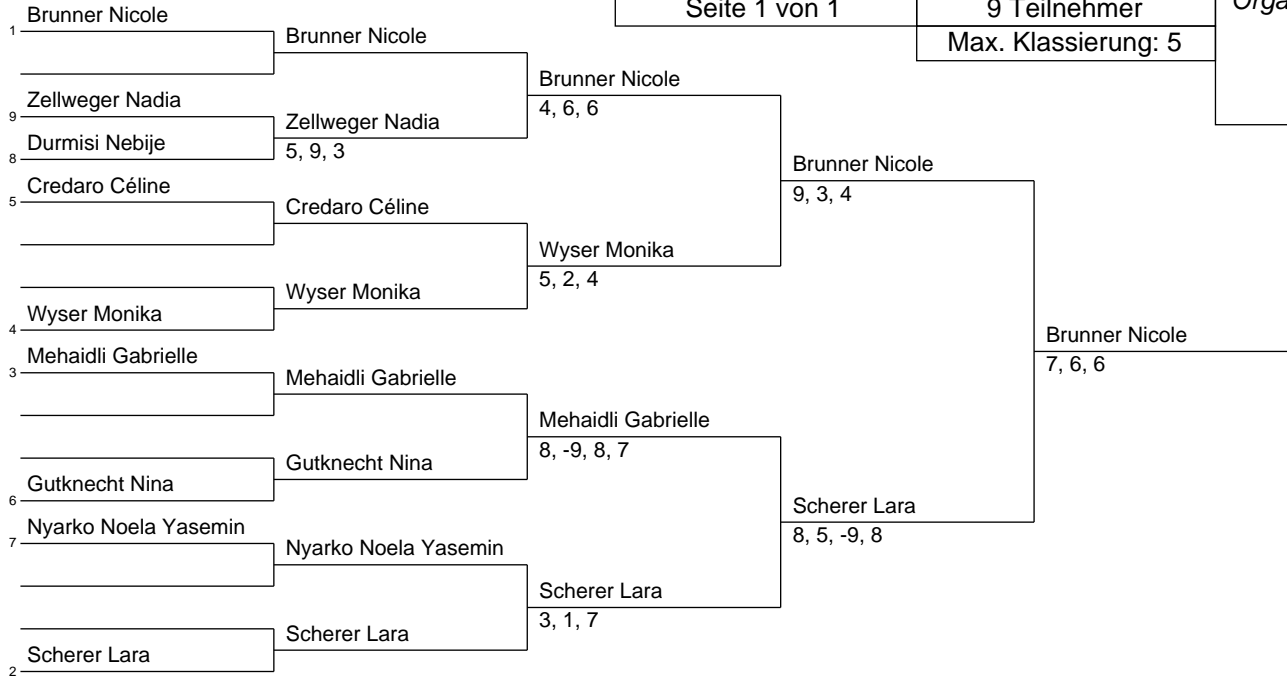 Seite 1 von 1
9 Teilnehmer
Max. Klassierung: 5
1 Brunner Nicole
9 Zellweger Nadia
8 Durmisi Nebije
5 Credaro Céline
4 Wyser Monika
3 Mehaidli Gabrielle
6 Gutknecht Nina
7 Nyarko Noela Yasemin
2 Scherer Lara
Brunner Nicole
Zellweger Nadia
5, 9, 3
Credaro Céline
Wyser Monika
Mehaidli Gabrielle
Gutknecht Nina
Nyarko Noela Yasemin
Scherer Lara
Brunner Nicole
4, 6, 6
Wyser Monika
5, 2, 4
Mehaidli Gabrielle
8, -9, 8, 7
Scherer Lara
3, 1, 7
Brunner Nicole
9, 3, 4
Scherer Lara
8, 5, -9, 8
Brunner Nicole
7, 6, 6